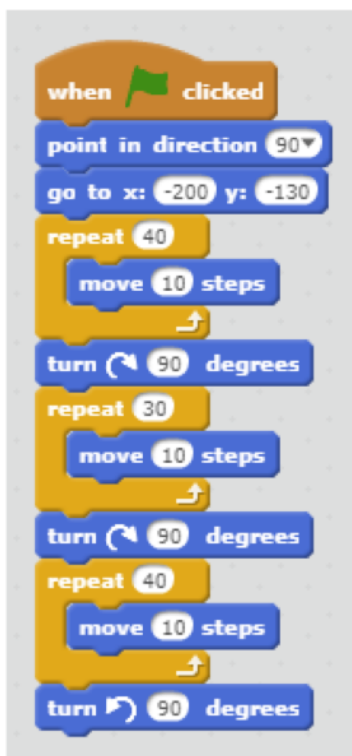 when clicked
point in direction 90
go to x: -200 y: -130
repeat 40
move 10 steps
turn 90 degrees
repeat 30
move 10 steps
turn 90 degrees
repeat 40
move 10 steps
turn 90 degrees